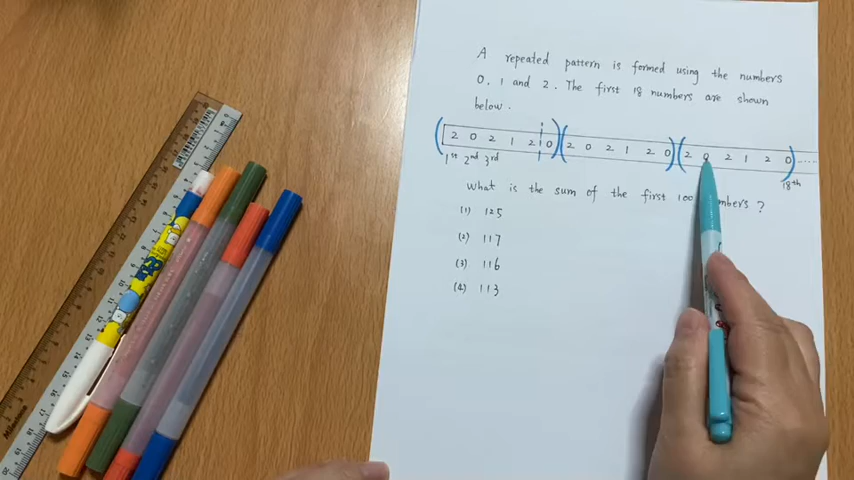 A repeated pattern is formed using the numbers
0, 1 and 2. The first 18 numbers are shown
below.
2 0 2 1 2 0 2 0 2 1 2 0 2 0 2 1 2 0 .....
1st 2nd 3rd 18th
What is the sum of the first 100 numbers ?
(1) 125
(2) 117
(3) 116
(4) 113